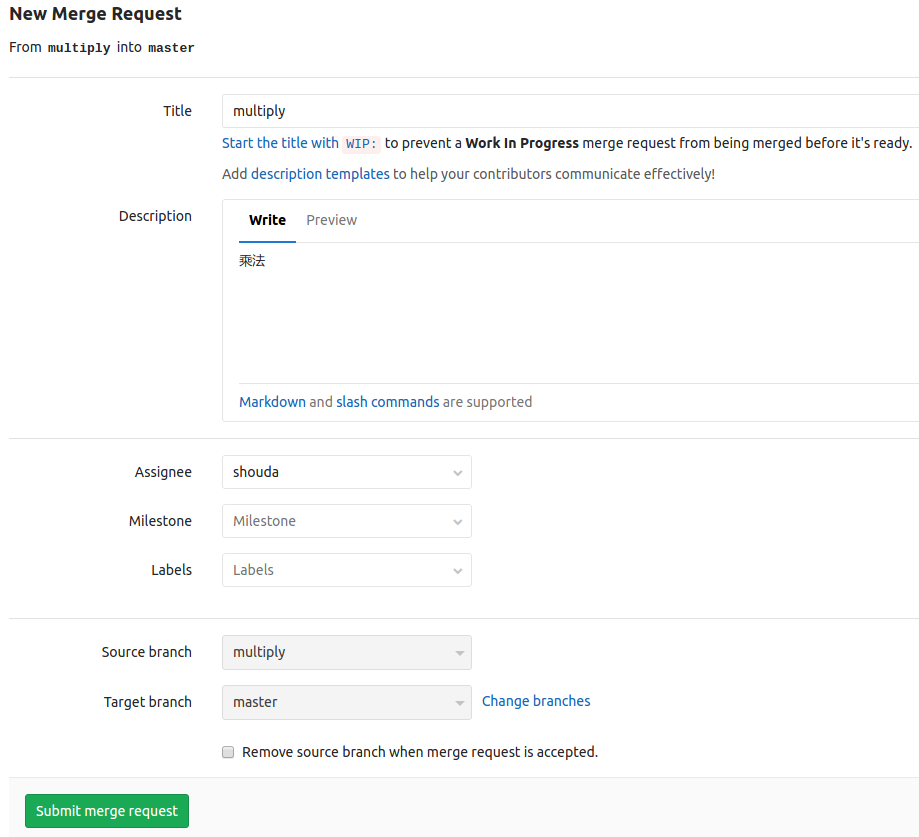 New Merge Request
From multiply into master
Title
multiply
Start the title with WIP: to prevent a Work In Progress merge request from being merged before it's ready.
Add description templates to help your contributors communicate effectively!
Description
Write Preview
乘法
Markdown and slash commands are supported
Assignee
shouda
Milestone
Milestone
Labels
Labels
Source branch
multiply
Target branch
master
Change branches
Remove source branch when merge request is accepted.
Submit merge request